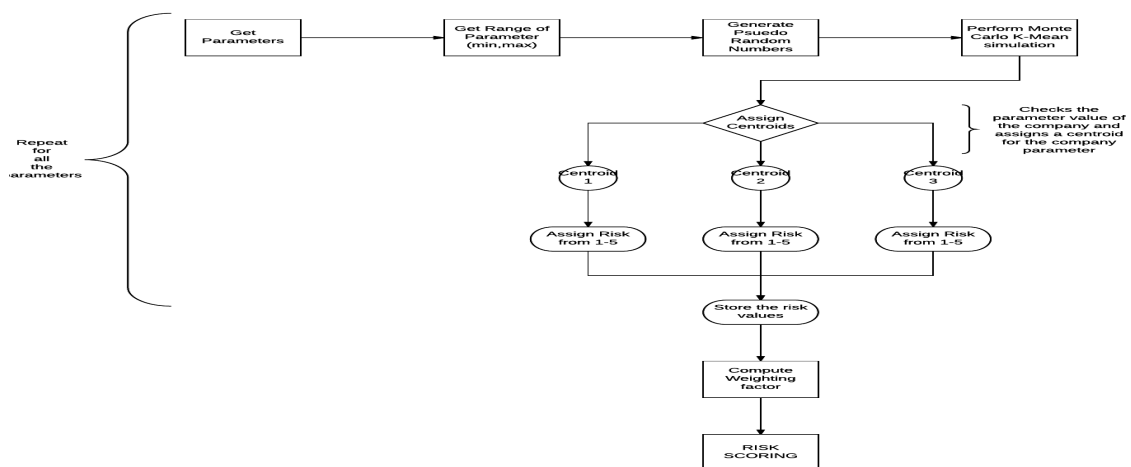 Get
Parameters
Get Range of
Parameter
(min,max)
Generate
Psuedo
Random
Numbers
Perform Monte
Carlo K-Mean
simulation
Assign
Centroids
Checks the
parameter value of
the company and
assigns a centroid
for the company
parameter
Repeat
for
all
the
arameters
Centroid
1
Centroid
2
Centroid
3
Assign Risk
from 1-5
Assign Risk
from 1-5
Assign Risk
from 1-5
Store the risk
values
Compute
Weighting
factor
RISK
SCORING